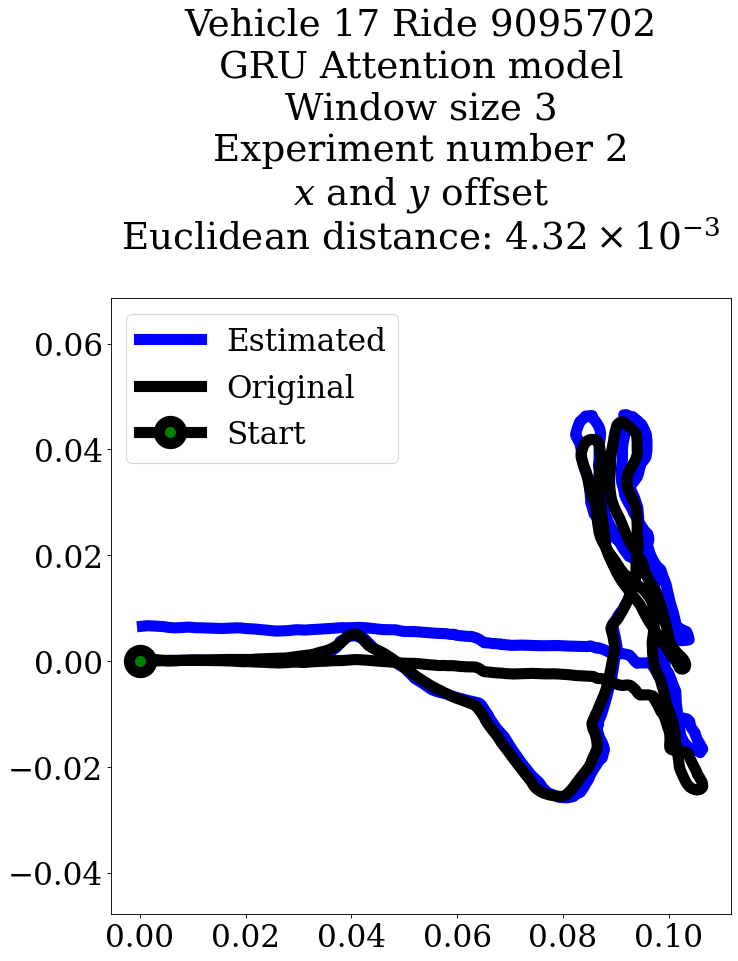 Vehicle 17 Ride 9095702
GRU Attention model
Window size 3
Experiment number 2
x and y offset
Euclidean distance: 4.32 × 10⁻³
Estimated
Original
Start
0.06
0.04
0.02
0.00
−0.02
−0.04
0.00 0.02 0.04 0.06 0.08 0.10